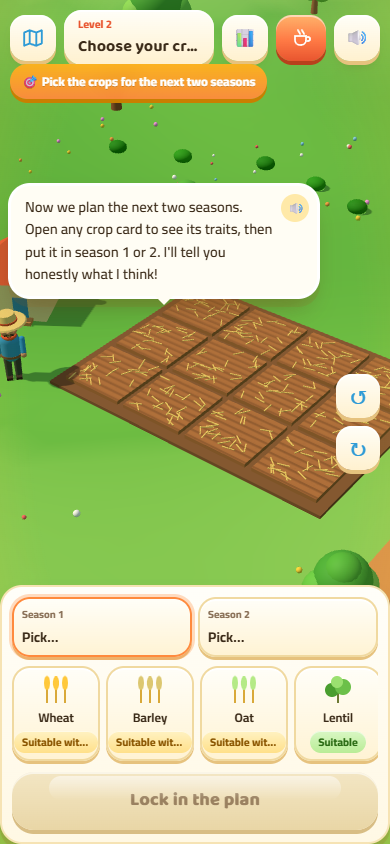 Level 2
Choose your cr...
Pick the crops for the next two seasons
Now we plan the next two seasons.
Open any crop card to see its traits, then
put it in season 1 or 2. I'll tell you
honestly what I think!
Season 1
Pick...
Season 2
Pick...
Wheat
Suitable wit...
Barley
Suitable wit...
Oat
Suitable wit...
Lentil
Suitable
Lock in the plan